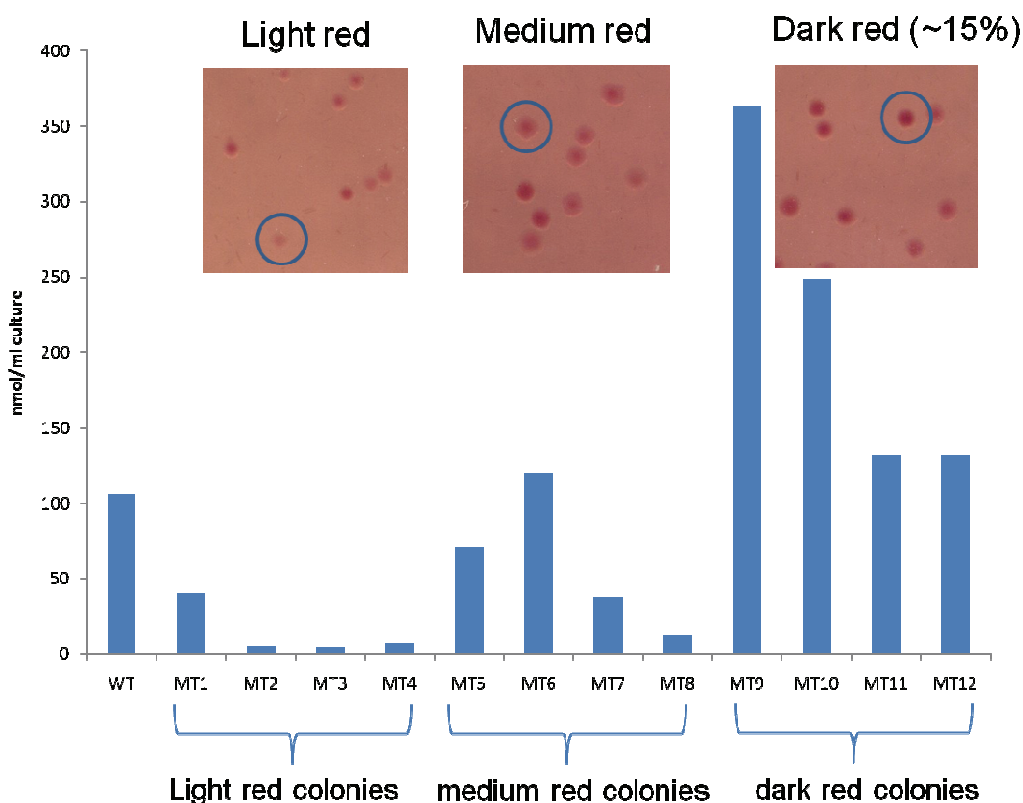 Light red
Medium red
Dark red (~15%)
400
350
300
250
200
150
100
50
0
nmol/ml culture
WT MT1 MT2 MT3 MT4 MT5 MT6 MT7 MT8 MT9 MT10 MT11 MT12
Light red colonies
medium red colonies
dark red colonies